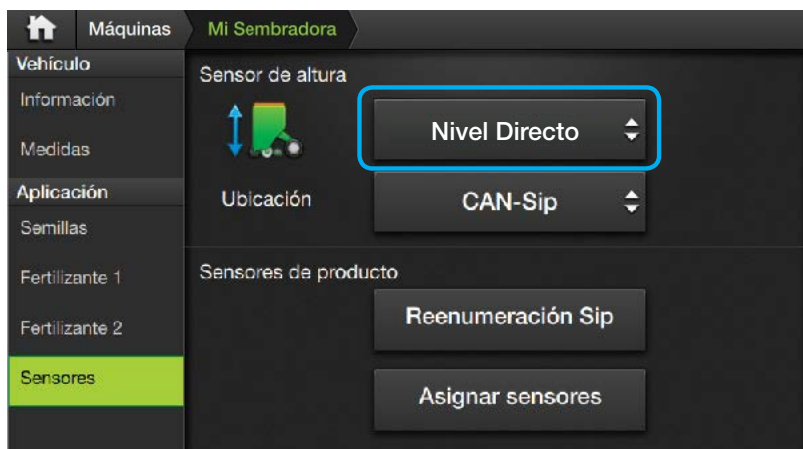 Máquinas
Mi Sembradora
Vehículo
Información
Medidas
Aplicación
Semillas
Fertilizante 1
Fertilizante 2
Sensores
Sensor de altura
Nivel Directo
Ubicación
CAN-Sip
Sensores de producto
Reenumeración Sip
Asignar sensores